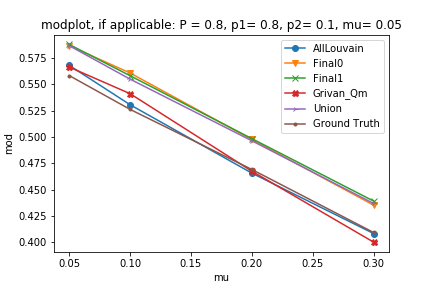 modplot, if applicable: P = 0.8, p1= 0.8, p2= 0.1, mu= 0.05
AllLouvain
Final0
Final1
Grivan_Qm
Union
Ground Truth
mod
0.575
0.550
0.525
0.500
0.475
0.450
0.425
0.400
0.05
0.10
0.15
0.20
0.25
0.30
mu